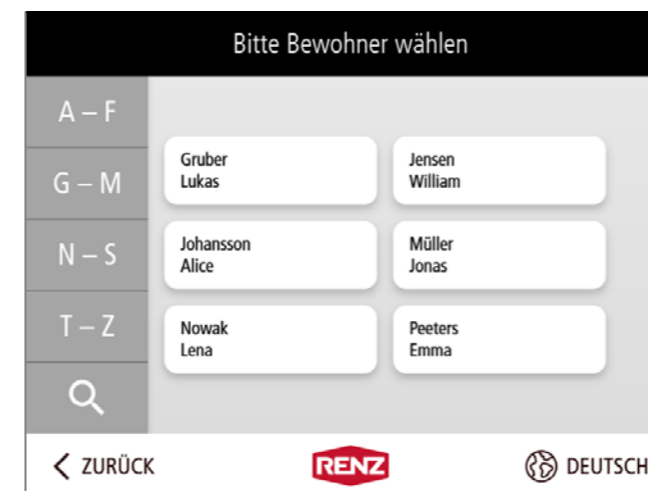 Bitte Bewohner wählen
A – F
G – M
N – S
T – Z
Gruber
Lukas
Jensen
William
Johansson
Alice
Müller
Jonas
Nowak
Lena
Peeters
Emma
ZURÜCK
RENZ
DEUTSCH